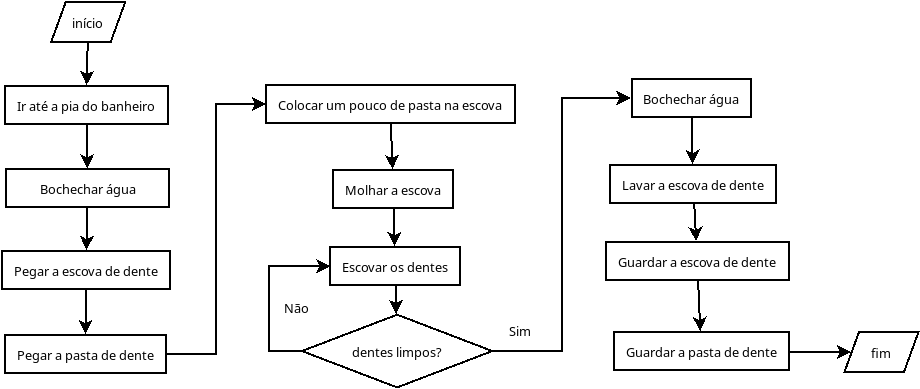 início
Ir até a pia do banheiro
Bochechar água
Pegar a escova de dente
Pegar a pasta de dente
Colocar um pouco de pasta na escova
Molhar a escova
Escovar os dentes
Não
dentes limpos?
Sim
Bochechar água
Lavar a escova de dente
Guardar a escova de dente
Guardar a pasta de dente
fim